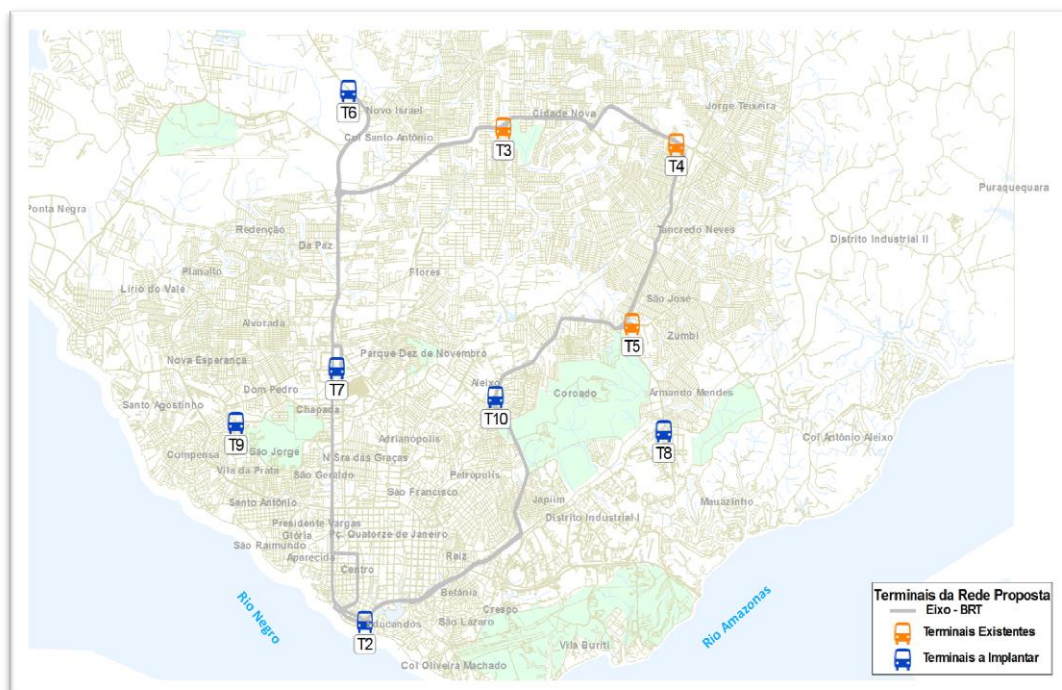 T6
Novo Israel
Cidade Nova
Jorge Teixeira
Col Santo Antônio
T3
T4
Puraquequara
Ponta Negra
Redenção
Da Paz
Tancredo Neves
Distrito Industrial II
Planalto
Flores
Lírio do Vale
São José
Alvorada
Zumbi
T5
Nova Esperança
Parque Dez de Novembro
T7
Aleixo
Dom Pedro
Coroado
Armando Mendes
Santo Agostinho
Chapada
T10
T9
T8
Adrianópolis
Col Antônio Aleixo
Compensa
São Jorge
N Sra das Graças
Vila da Prata
São Geraldo
Petrópolis
São Francisco
Santo Antônio
Japiim
Mauazinho
Presidente Vargas
Distrito Industrial I
Glória
Pç. Quatorze de Janeiro
São Raimundo
Aparecida
Raiz
Centro
Betânia
Rio Negro
Crespo
Rio Amazonas
Educandos
São Lázaro
T2
Vila Buriti
Col Oliveira Machado
Terminais da Rede Proposta
Eixo - BRT
Terminais Existentes
Terminais a Implantar